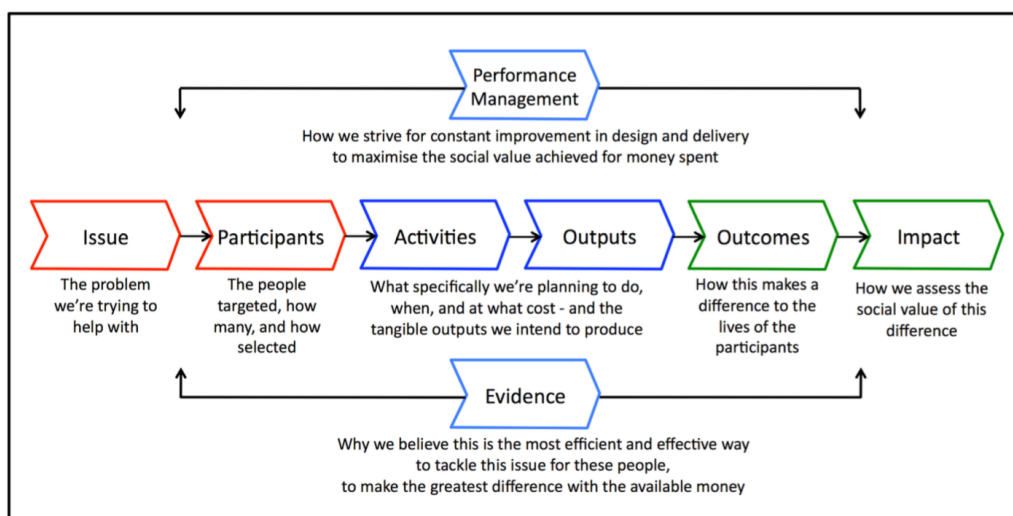 Performance
Management
How we strive for constant improvement in design and delivery
to maximise the social value achieved for money spent
Issue
Participants
Activities
Outputs
Outcomes
Impact
The problem
we're trying to
help with
The people
targeted, how
many, and how
selected
What specifically we're planning to do,
when, and at what cost - and the
tangible outputs we intend to produce
How this makes a
difference to the
lives of the
participants
How we assess the
social value of this
difference
Evidence
Why we believe this is the most efficient and effective way
to tackle this issue for these people,
to make the greatest difference with the available money